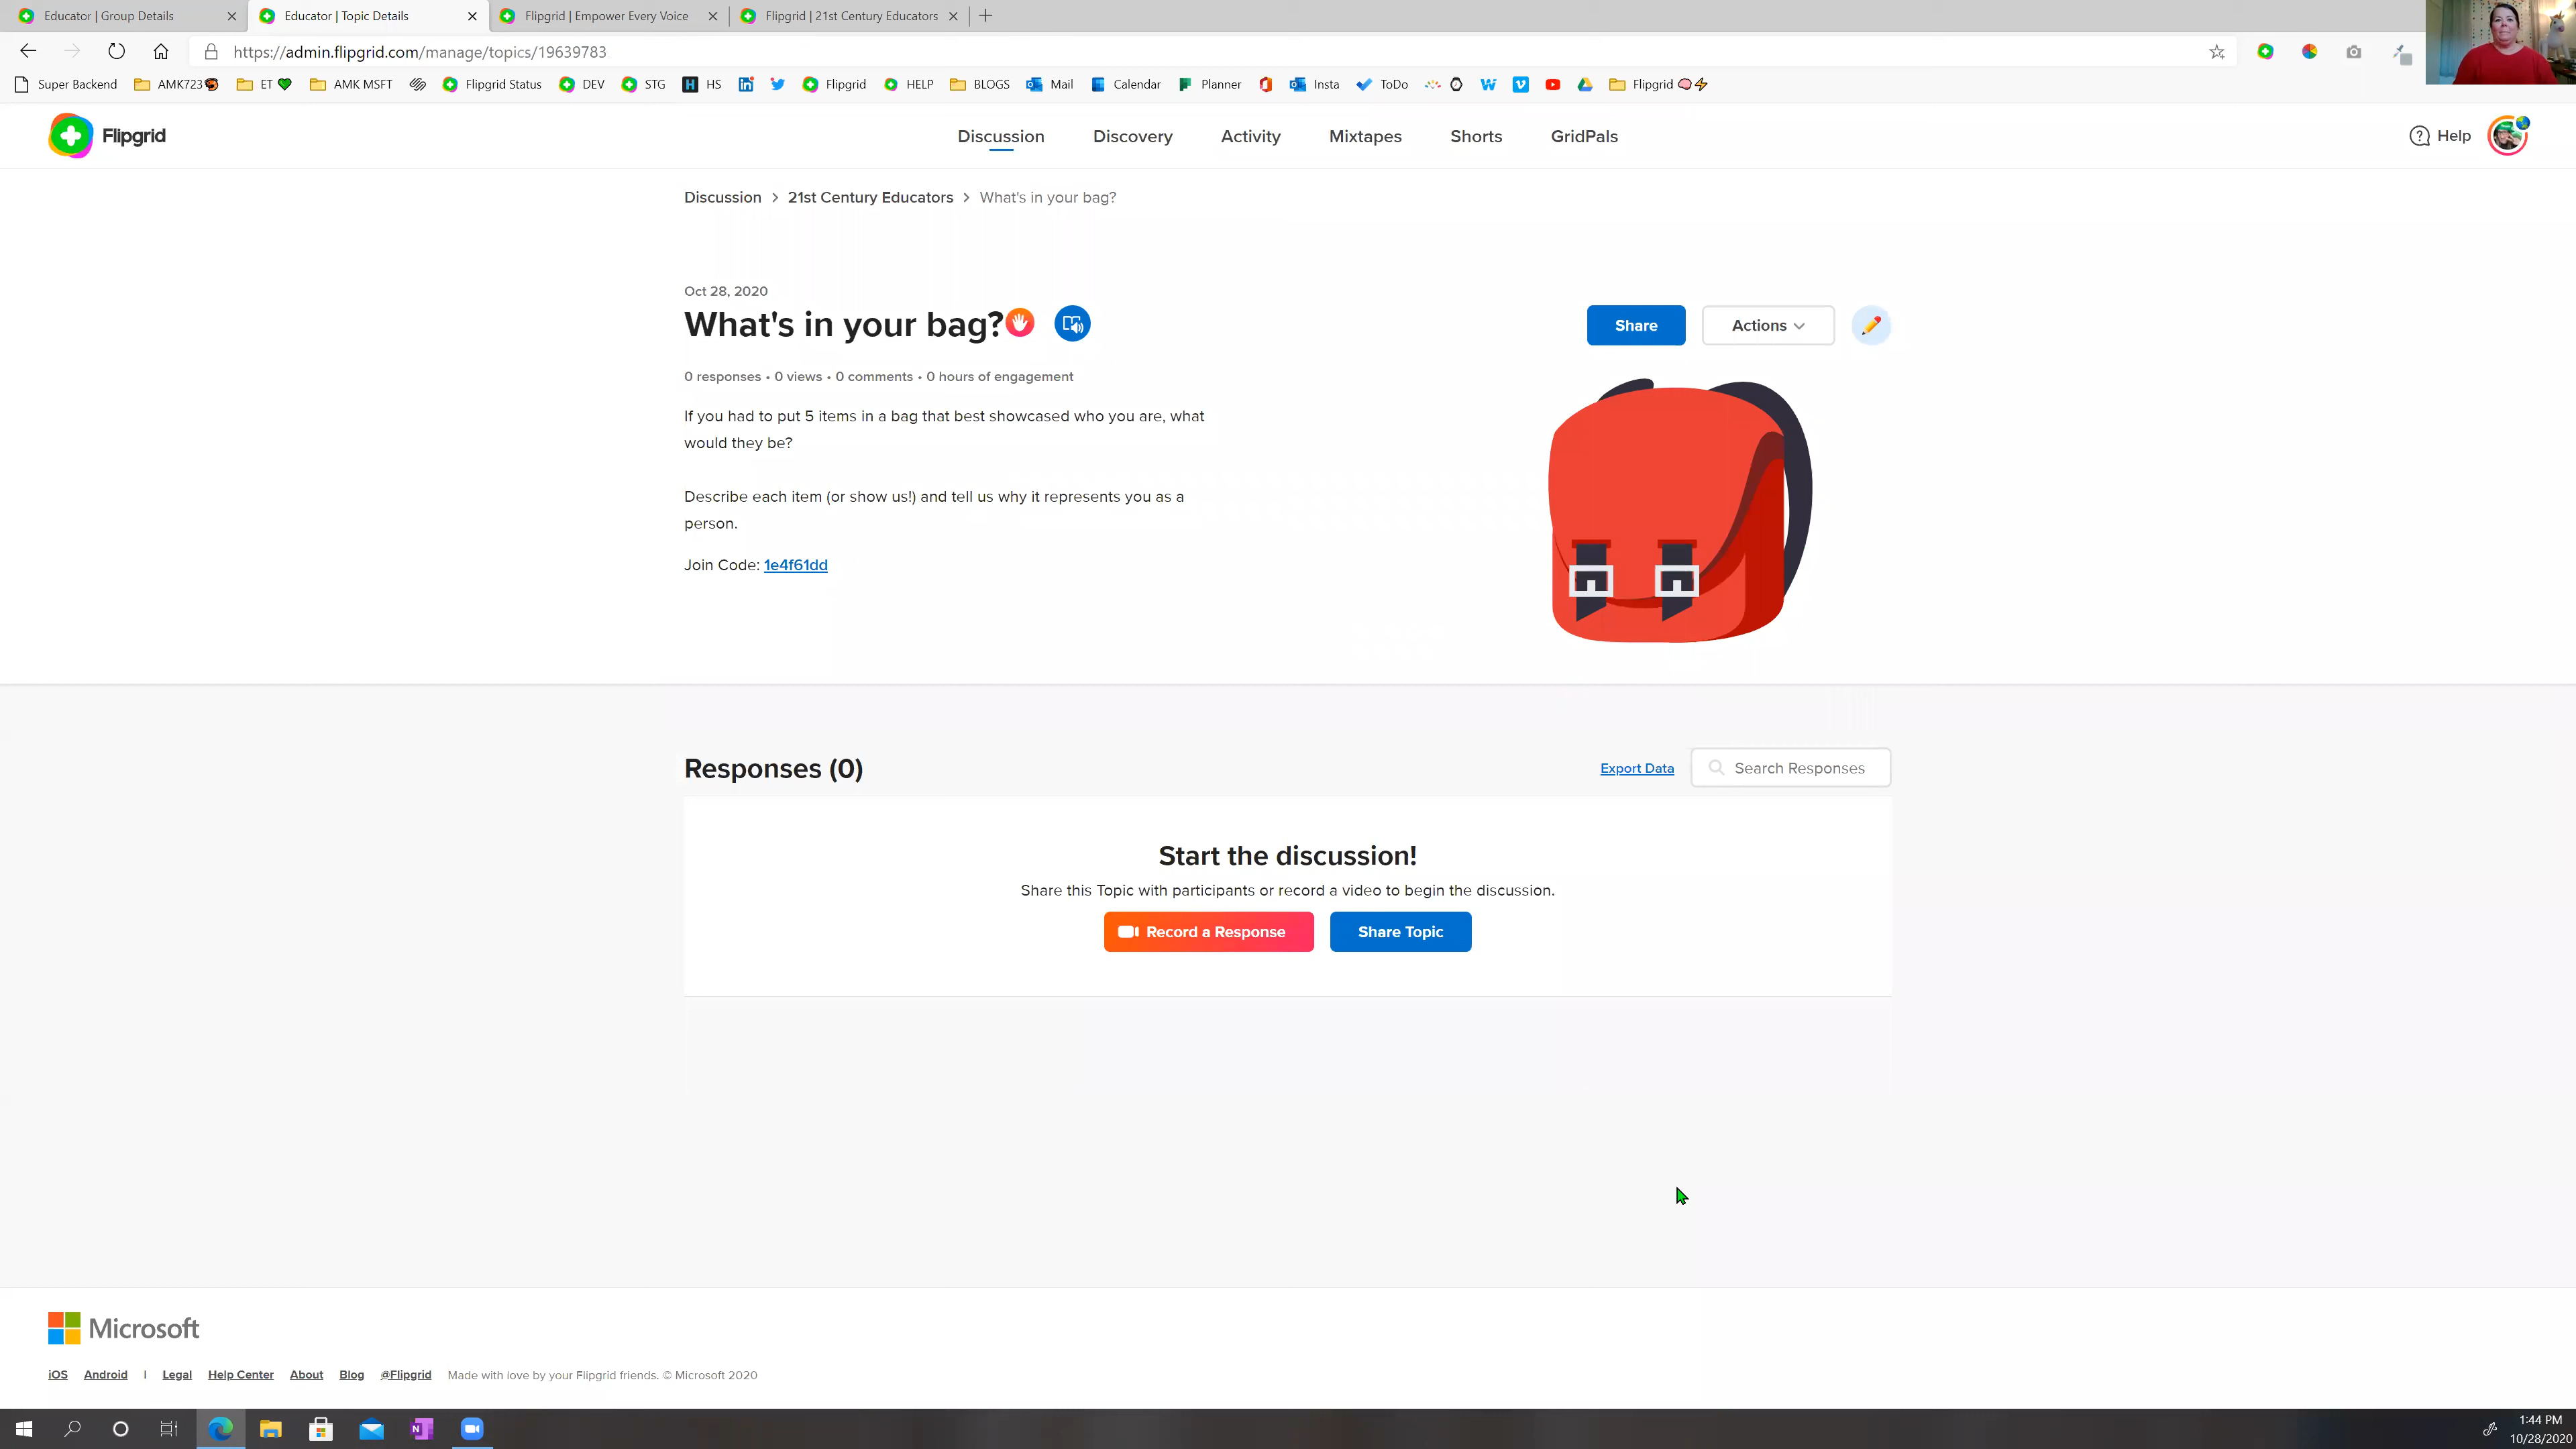 Educator | Group Details
Educator | Topic Details
Flipgrid | Empower Every Voice
Flipgrid | 21st Century Educators
https://admin.flipgrid.com/manage/topics/19639783
Super Backend
AMK723
ET
AMK MSFT
Flipgrid Status
DEV
STG
H
HS
Flipgrid
HELP
BLOGS
Mail
Calendar
Planner
Insta
ToDo
Flipgrid
Flipgrid
Discussion
Discovery
Activity
Mixtapes
Shorts
GridPals
Help
Discussion > 21st Century Educators > What's in your bag?
Oct 28, 2020
What's in your bag?
Share
Actions
0 responses • 0 views • 0 comments • 0 hours of engagement
If you had to put 5 items in a bag that best showcased who you are, what
would they be?
Describe each item (or show us!) and tell us why it represents you as a
person.
Join Code: 1e4f61dd
Responses (0)
Export Data
Search Responses
Start the discussion!
Share this Topic with participants or record a video to begin the discussion.
Record a Response
Share Topic
Microsoft
iOS
Android
|
Legal
Help Center
About
Blog
@Flipgrid
Made with love by your Flipgrid friends. © Microsoft 2020
N
1:44 PM
10/28/2020